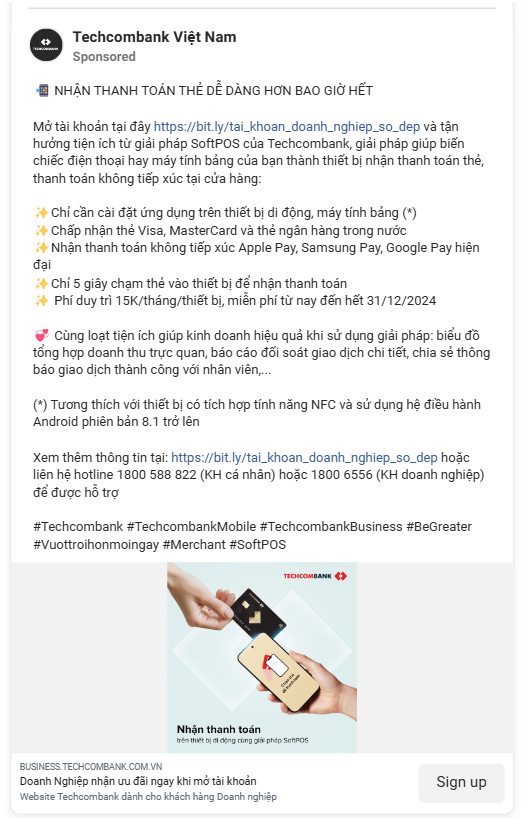 TECHCOMBANK
Techcombank Việt Nam
Sponsored
📲 NHẬN THANH TOÁN THẺ DỄ DÀNG HƠN BAO GIỜ HẾT
Mở tài khoản tại đây https://bit.ly/tai_khoan_doanh_nghiep_so_dep và tận
hưởng tiện ích từ giải pháp SoftPOS của Techcombank, giải pháp giúp biến
chiếc điện thoại hay máy tính bảng của bạn thành thiết bị nhận thanh toán thẻ,
thanh toán không tiếp xúc tại cửa hàng:
✨Chỉ cần cài đặt ứng dụng trên thiết bị di động, máy tính bảng (*)
✨Chấp nhận thẻ Visa, MasterCard và thẻ ngân hàng trong nước
✨Nhận thanh toán không tiếp xúc Apple Pay, Samsung Pay, Google Pay hiện
đại
✨Chỉ 5 giây chạm thẻ vào thiết bị để nhận thanh toán
✨ Phí duy trì 15K/tháng/thiết bị, miễn phí từ nay đến hết 31/12/2024
💞 Cùng loạt tiện ích giúp kinh doanh hiệu quả khi sử dụng giải pháp: biểu đồ
tổng hợp doanh thu trực quan, báo cáo đối soát giao dịch chi tiết, chia sẻ thông
báo giao dịch thành công với nhân viên,...
(*) Tương thích với thiết bị có tích hợp tính năng NFC và sử dụng hệ điều hành
Android phiên bản 8.1 trở lên
Xem thêm thông tin tại: https://bit.ly/tai_khoan_doanh_nghiep_so_dep hoặc
liên hệ hotline 1800 588 822 (KH cá nhân) hoặc 1800 6556 (KH doanh nghiệp)
để được hỗ trợ
#Techcombank #TechcombankMobile #TechcombankBusiness #BeGreater
#Vuottroihonmoingay #Merchant #SoftPOS
TECHCOMBANK
Nhận thanh toán
trên thiết bị di động cùng giải pháp SoftPOS
BUSINESS.TECHCOMBANK.COM.VN
Doanh Nghiệp nhận ưu đãi ngay khi mở tài khoản
Website Techcombank dành cho khách hàng Doanh nghiệp
Sign up